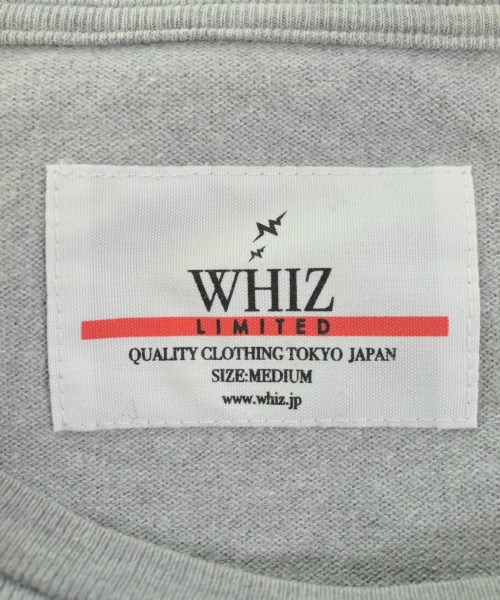 WHIZ
LIMITED
QUALITY CLOTHING TOKYO JAPAN
SIZE:MEDIUM
www.whiz.jp